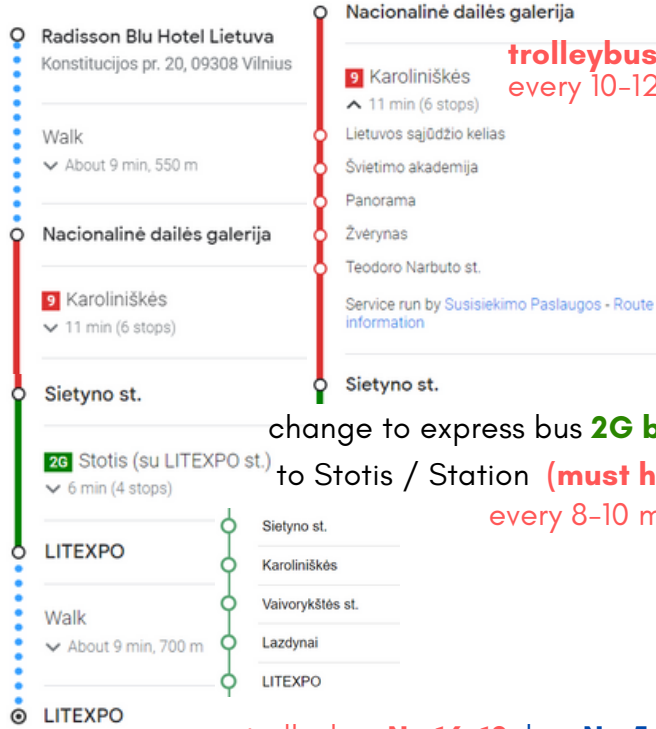 Radisson Blu Hotel Lietuva
Konstitucijos pr. 20, 09308 Vilnius
Walk
About 9 min, 550 m
Nacionalinė dailės galerija
9 Karoliniškės
11 min (6 stops)
Sietyno st.
2G Stotis (su LITEXPO st.)
6 min (4 stops)
LITEXPO
Walk
About 9 min, 700 m
LITEXPO
Nacionalinė dailės galerija
trolleybus
every 10-12
9 Karoliniškės
11 min (6 stops)
Lietuvos sąjūdžio kelias
Švietimo akademija
Panorama
Žvėrynas
Teodoro Narbuto st.
Service run by Susisiekimo Paslaugos - Route
information
Sietyno st.
change to express bus 2G b
to Stotis / Station (must h
every 8-10 m
Sietyno st.
Karoliniškės
Vaivorykštės st.
Lazdynai
LITEXPO